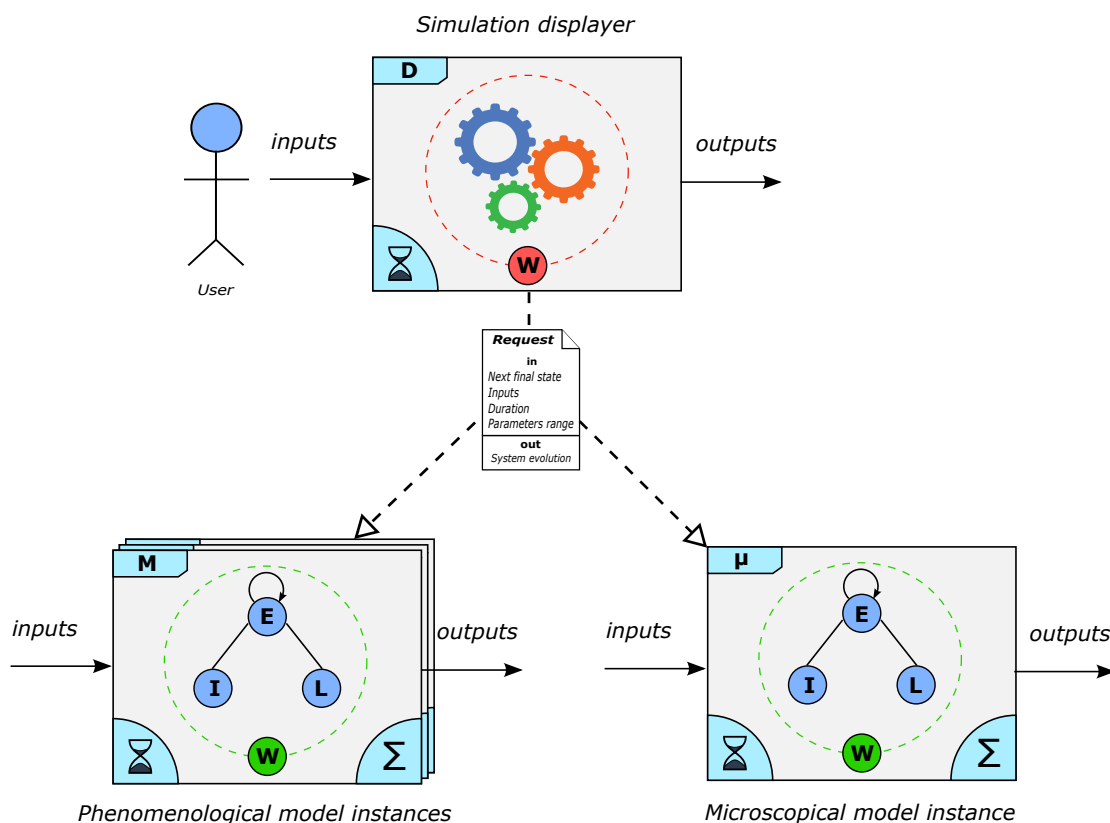 Simulation displayer
D
inputs
outputs
W
User
Request
in
Next final state
Inputs
Duration
Parameters range
out
System evolution
M
E
I
L
W
Σ
inputs
outputs
Phenomenological model instances
µ
E
I
L
W
Σ
inputs
outputs
Microscopical model instance